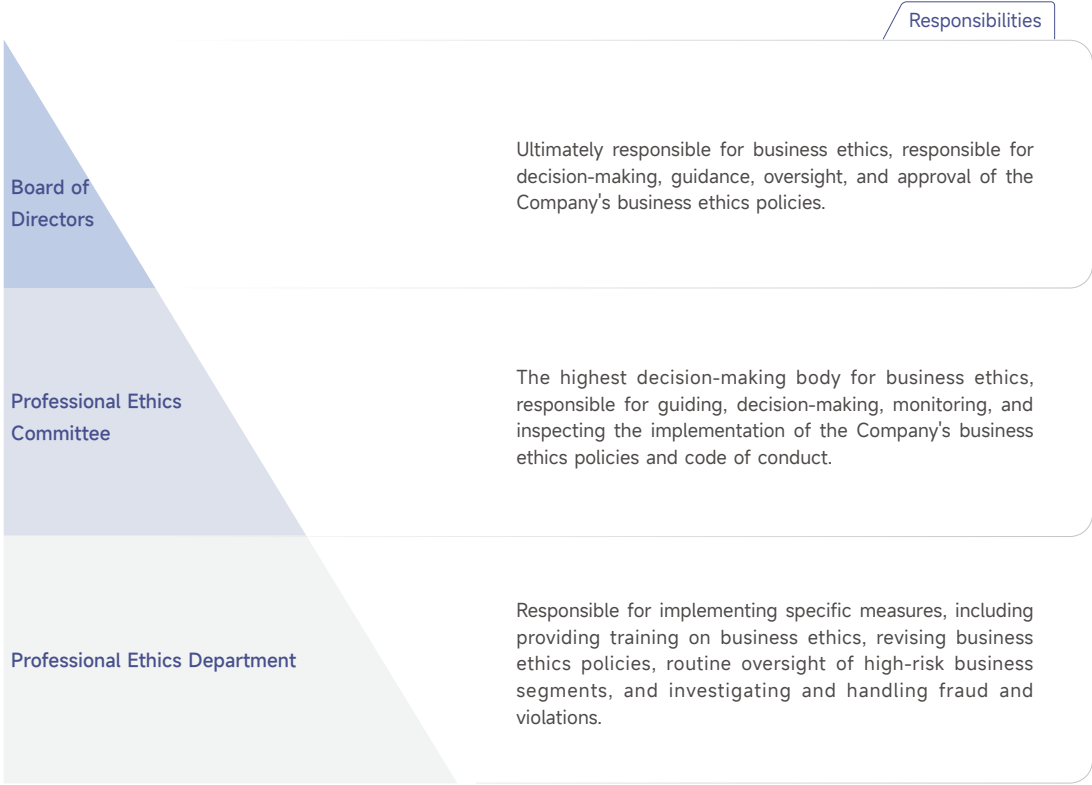 Responsibilities
Board of
Directors
Ultimately responsible for business ethics, responsible for
decision-making, guidance, oversight, and approval of the
Company's business ethics policies.
Professional Ethics
Committee
The highest decision-making body for business ethics,
responsible for guiding, decision-making, monitoring, and
inspecting the implementation of the Company's business
ethics policies and code of conduct.
Professional Ethics Department
Responsible for implementing specific measures, including
providing training on business ethics, revising business
ethics policies, routine oversight of high-risk business
segments, and investigating and handling fraud and
violations.